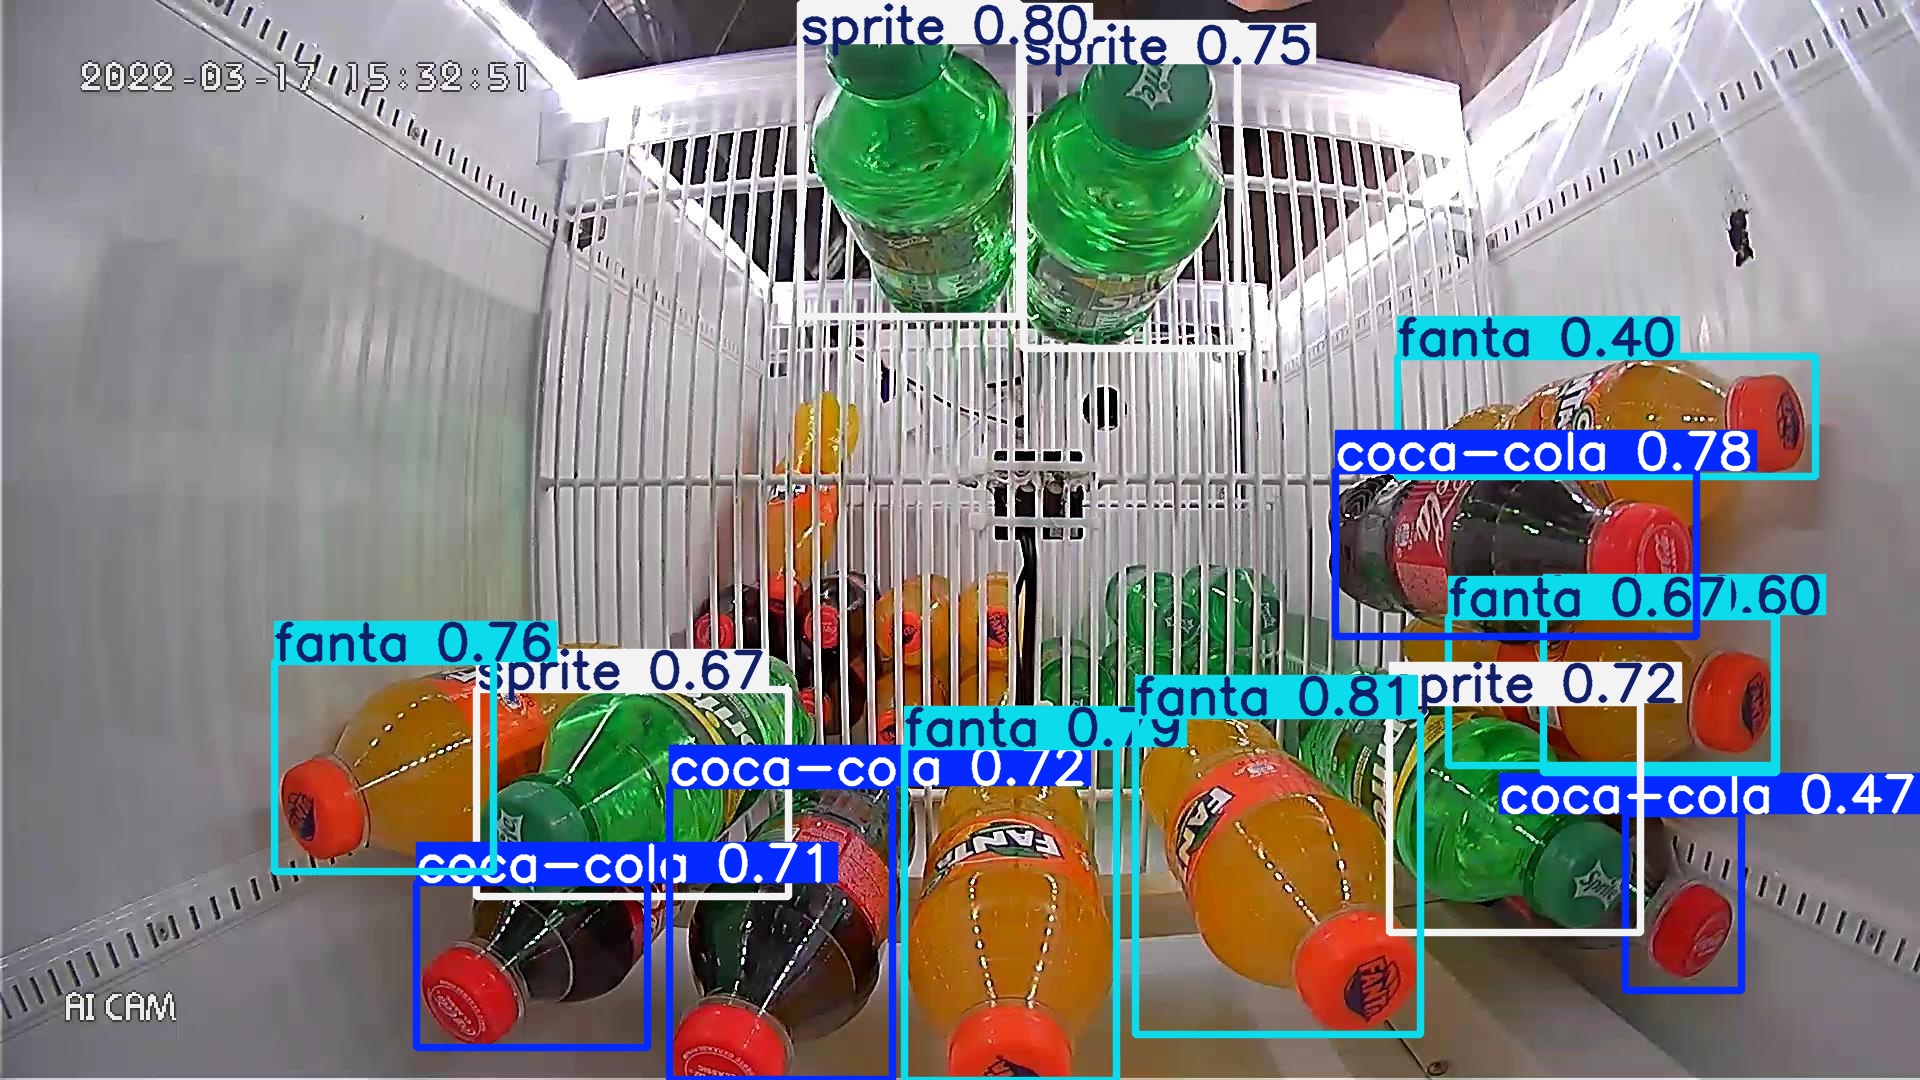 sprite 0.80
sprite 0.75
2022-03-17 15:32:51
fanta 0.40
coca-cola 0.78
fanta 0.67
.60
fanta 0.76
sprite 0.67
prite 0.72
fanta 0.81
fanta 0.79
coca-cola 0.72
coca-cola 0.47
coca-cola 0.71
FANTA
FAN
FANTA
Sprite
AI CAM